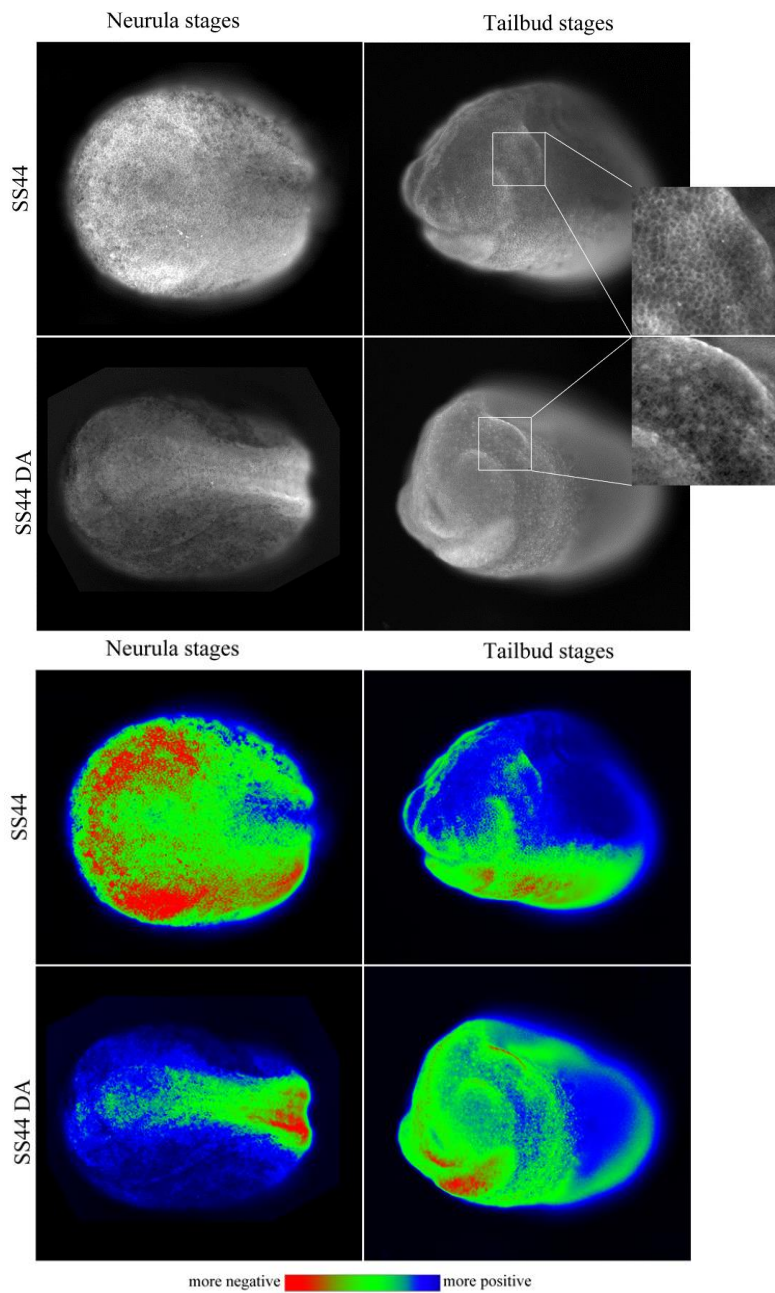 Neurula stages
Tailbud stages
SS44
SS44 DA
Neurula stages
Tailbud stages
SS44
SS44 DA
more negative
more positive